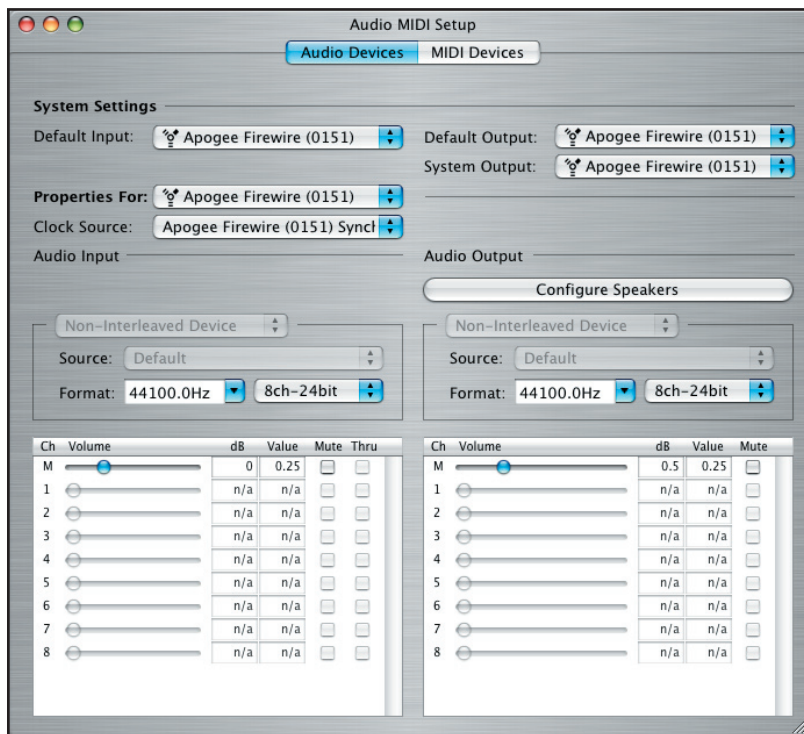 Audio MIDI Setup
Audio Devices MIDI Devices
System Settings
Default Input: Apogee Firewire (0151)
Default Output: Apogee Firewire (0151)
System Output: Apogee Firewire (0151)
Properties For: Apogee Firewire (0151)
Clock Source: Apogee Firewire (0151) Synch
Audio Input
Audio Output
Configure Speakers
Non-Interleaved Device
Source: Default
Format: 44100.0Hz 8ch-24bit
Non-Interleaved Device
Source: Default
Format: 44100.0Hz 8ch-24bit
Ch Volume dB Value Mute Thru
M 0 0.25
1 n/a n/a
2 n/a n/a
3 n/a n/a
4 n/a n/a
5 n/a n/a
6 n/a n/a
7 n/a n/a
8 n/a n/a
Ch Volume dB Value Mute
M 0.5 0.25
1 n/a n/a
2 n/a n/a
3 n/a n/a
4 n/a n/a
5 n/a n/a
6 n/a n/a
7 n/a n/a
8 n/a n/a